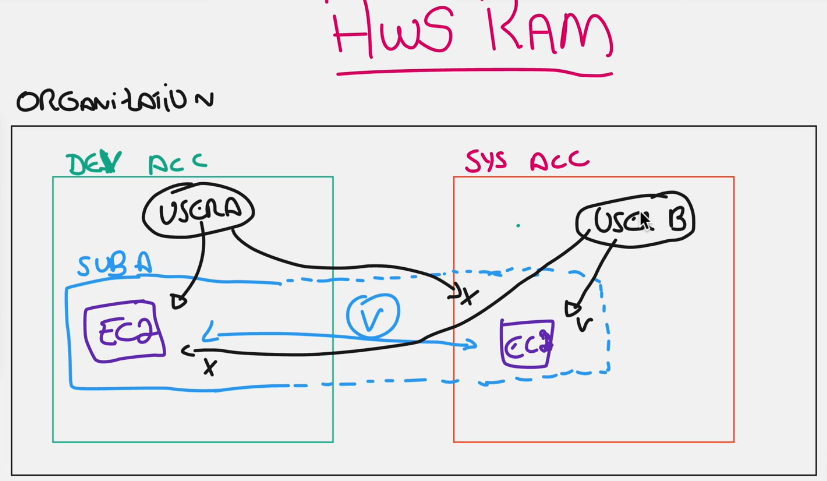 AWS RAM
ORGANIZATION
DEV ACC
SYS ACC
USER A
USER B
SUB A
EC2
V
X
V
EC2
X